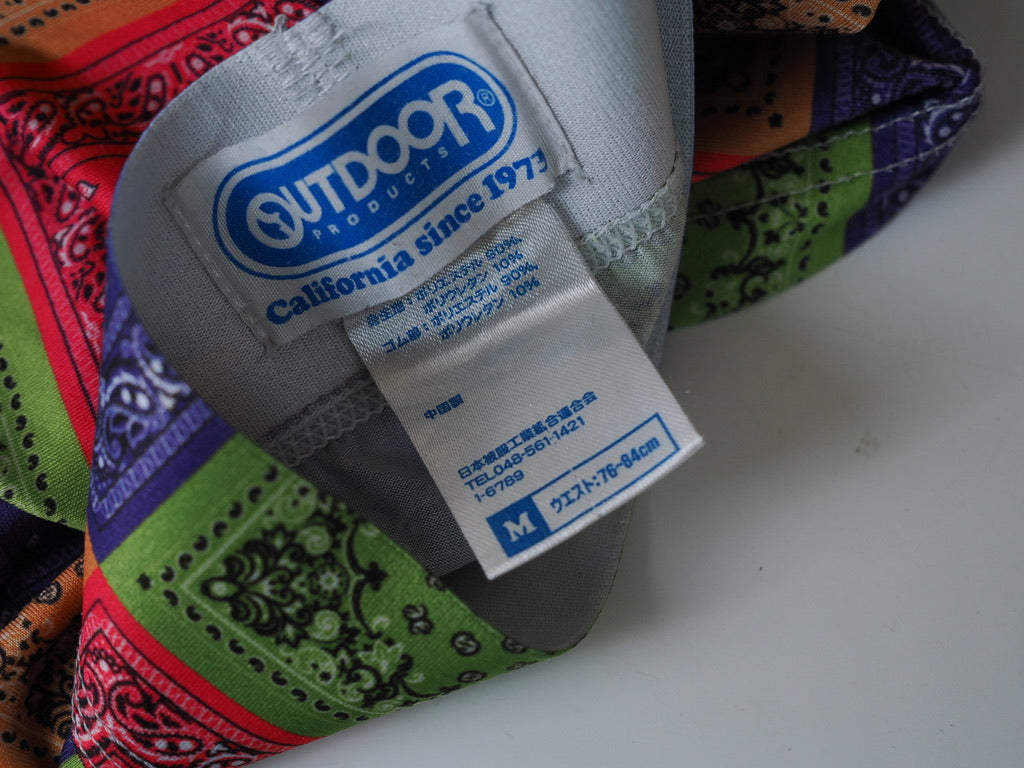 OUTDOOR®
PRODUCTS
California since 1973
身生地：ポリエステル 90%
ポリウレタン 10%
ゴム部：ポリエステル 90%
ポリウレタン 10%
中国製
日本被服工業組合連合会
TEL048-561-1421
1-6789
M ウエスト:76~84cm